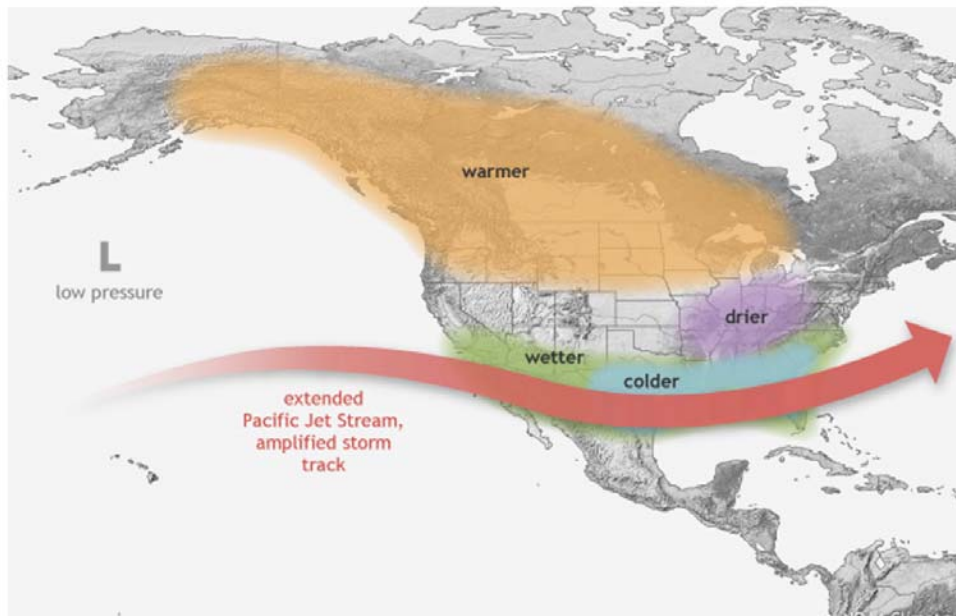 warmer
L
low pressure
drier
wetter
colder
extended
Pacific Jet Stream,
amplified storm
track